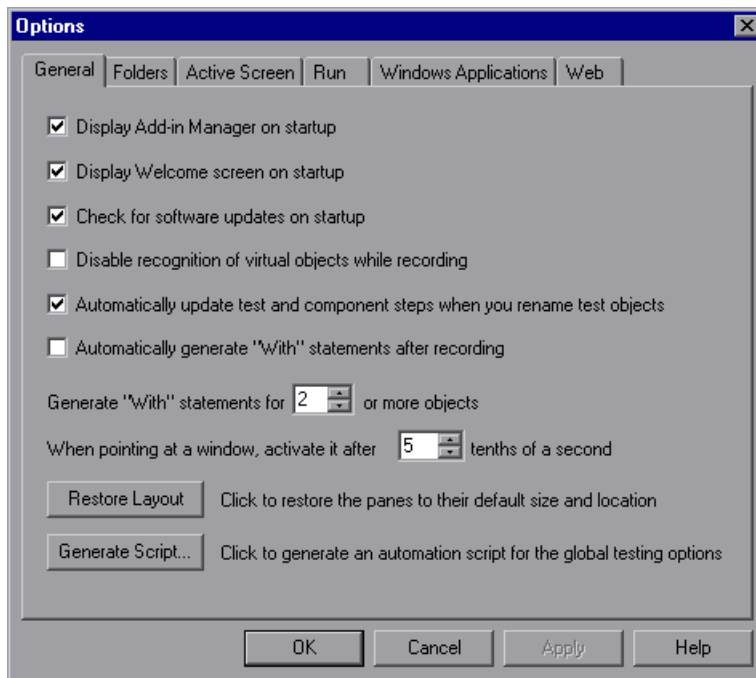 Options
General Folders Active Screen Run Windows Applications Web
Display Add-in Manager on startup
Display Welcome screen on startup
Check for software updates on startup
Disable recognition of virtual objects while recording
Automatically update test and component steps when you rename test objects
Automatically generate "With" statements after recording
Generate "With" statements for 2 or more objects
When pointing at a window, activate it after 5 tenths of a second
Restore Layout Click to restore the panes to their default size and location
Generate Script... Click to generate an automation script for the global testing options
OK Cancel Apply Help